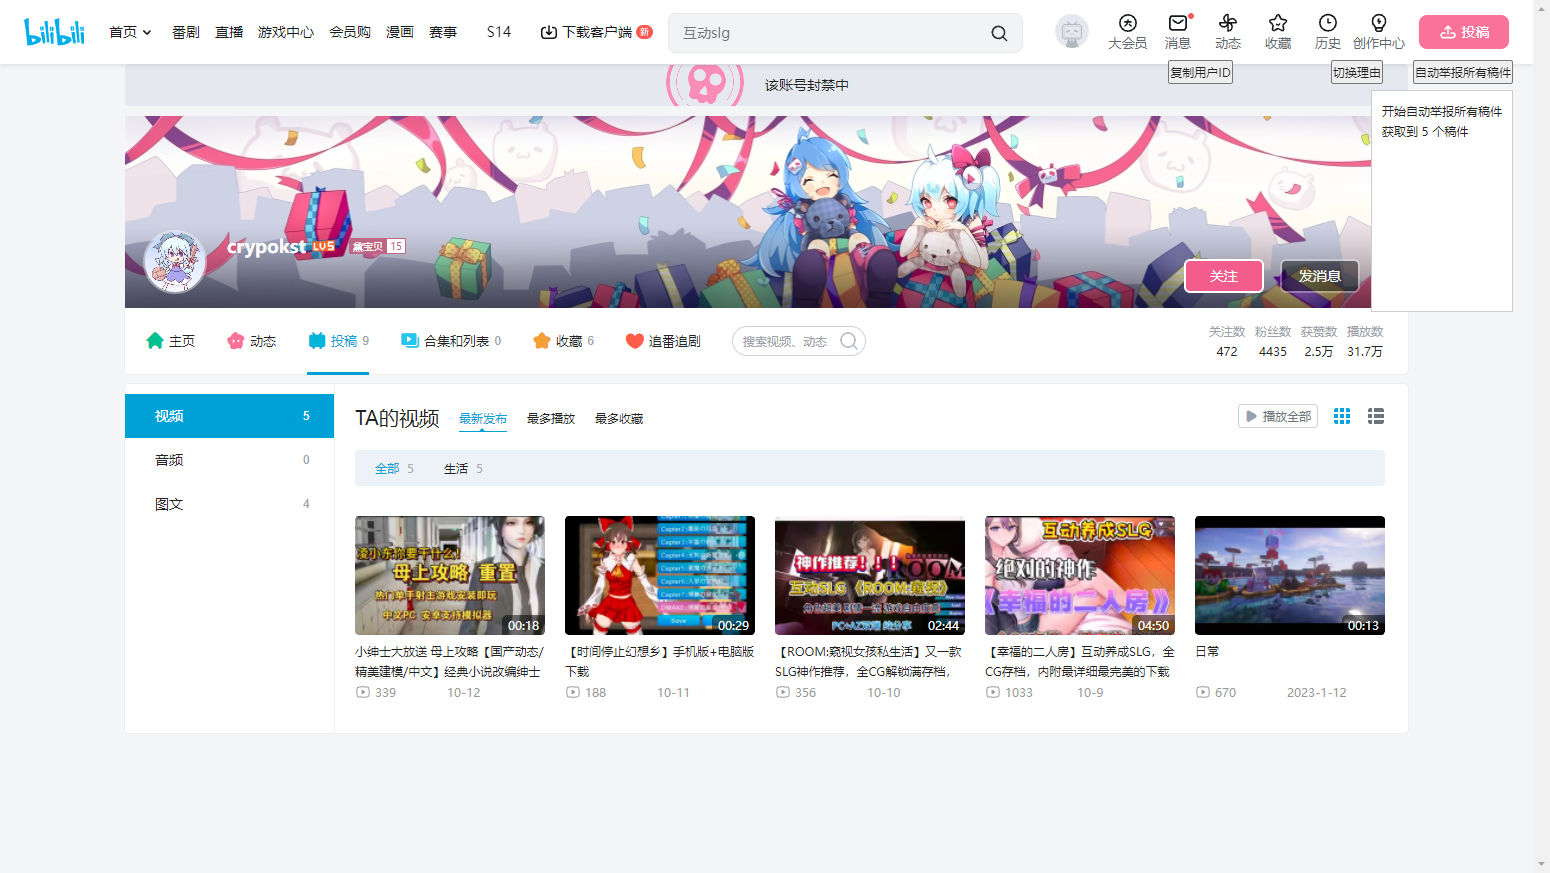 bilibili
首页
番剧
直播
游戏中心
会员购
漫画
赛事
S14
下载客户端
新
互动slg
大会员
消息
动态
收藏
历史
创作中心
投稿
复制用户ID
切换理由
自动举报所有稿件
该账号封禁中
开始自动举报所有稿件
获取到 5 个稿件
crypokst LV5 黛宝贝 15
关注
发消息
主页
动态
投稿 9
合集和列表 0
收藏 6
追番追剧
搜索视频、动态
关注数 粉丝数 获赞数 播放数
472 4435 2.5万 31.7万
视频 5
音频 0
图文 4
TA的视频
最新发布
最多播放
最多收藏
播放全部
全部 5
生活 5
凌小东你要干什么!
母上攻略 重置
热门单手射击游戏安装即玩
中文PC 安卓支持模拟器
00:18
小绅士大放送 母上攻略【国产动态/
精美建模/中文】经典小说改编绅士
339 10-12
Save
00:29
【时间停止幻想乡】手机版+电脑版
下载
188 10-11
神作推荐!!!
ROOM
互动SLG 《ROOM:窥视》
PC+AZ双端
02:44
【ROOM:窥视女孩私生活】又一款
SLG神作推荐，全CG解锁满存档，
356 10-10
互动养成SLG
绝对的神作
《幸福的二人房》
04:50
【幸福的二人房】互动养成SLG，全
CG存档，内附最详细最完美的下载
1033 10-9
00:13
日常
670 2023-1-12